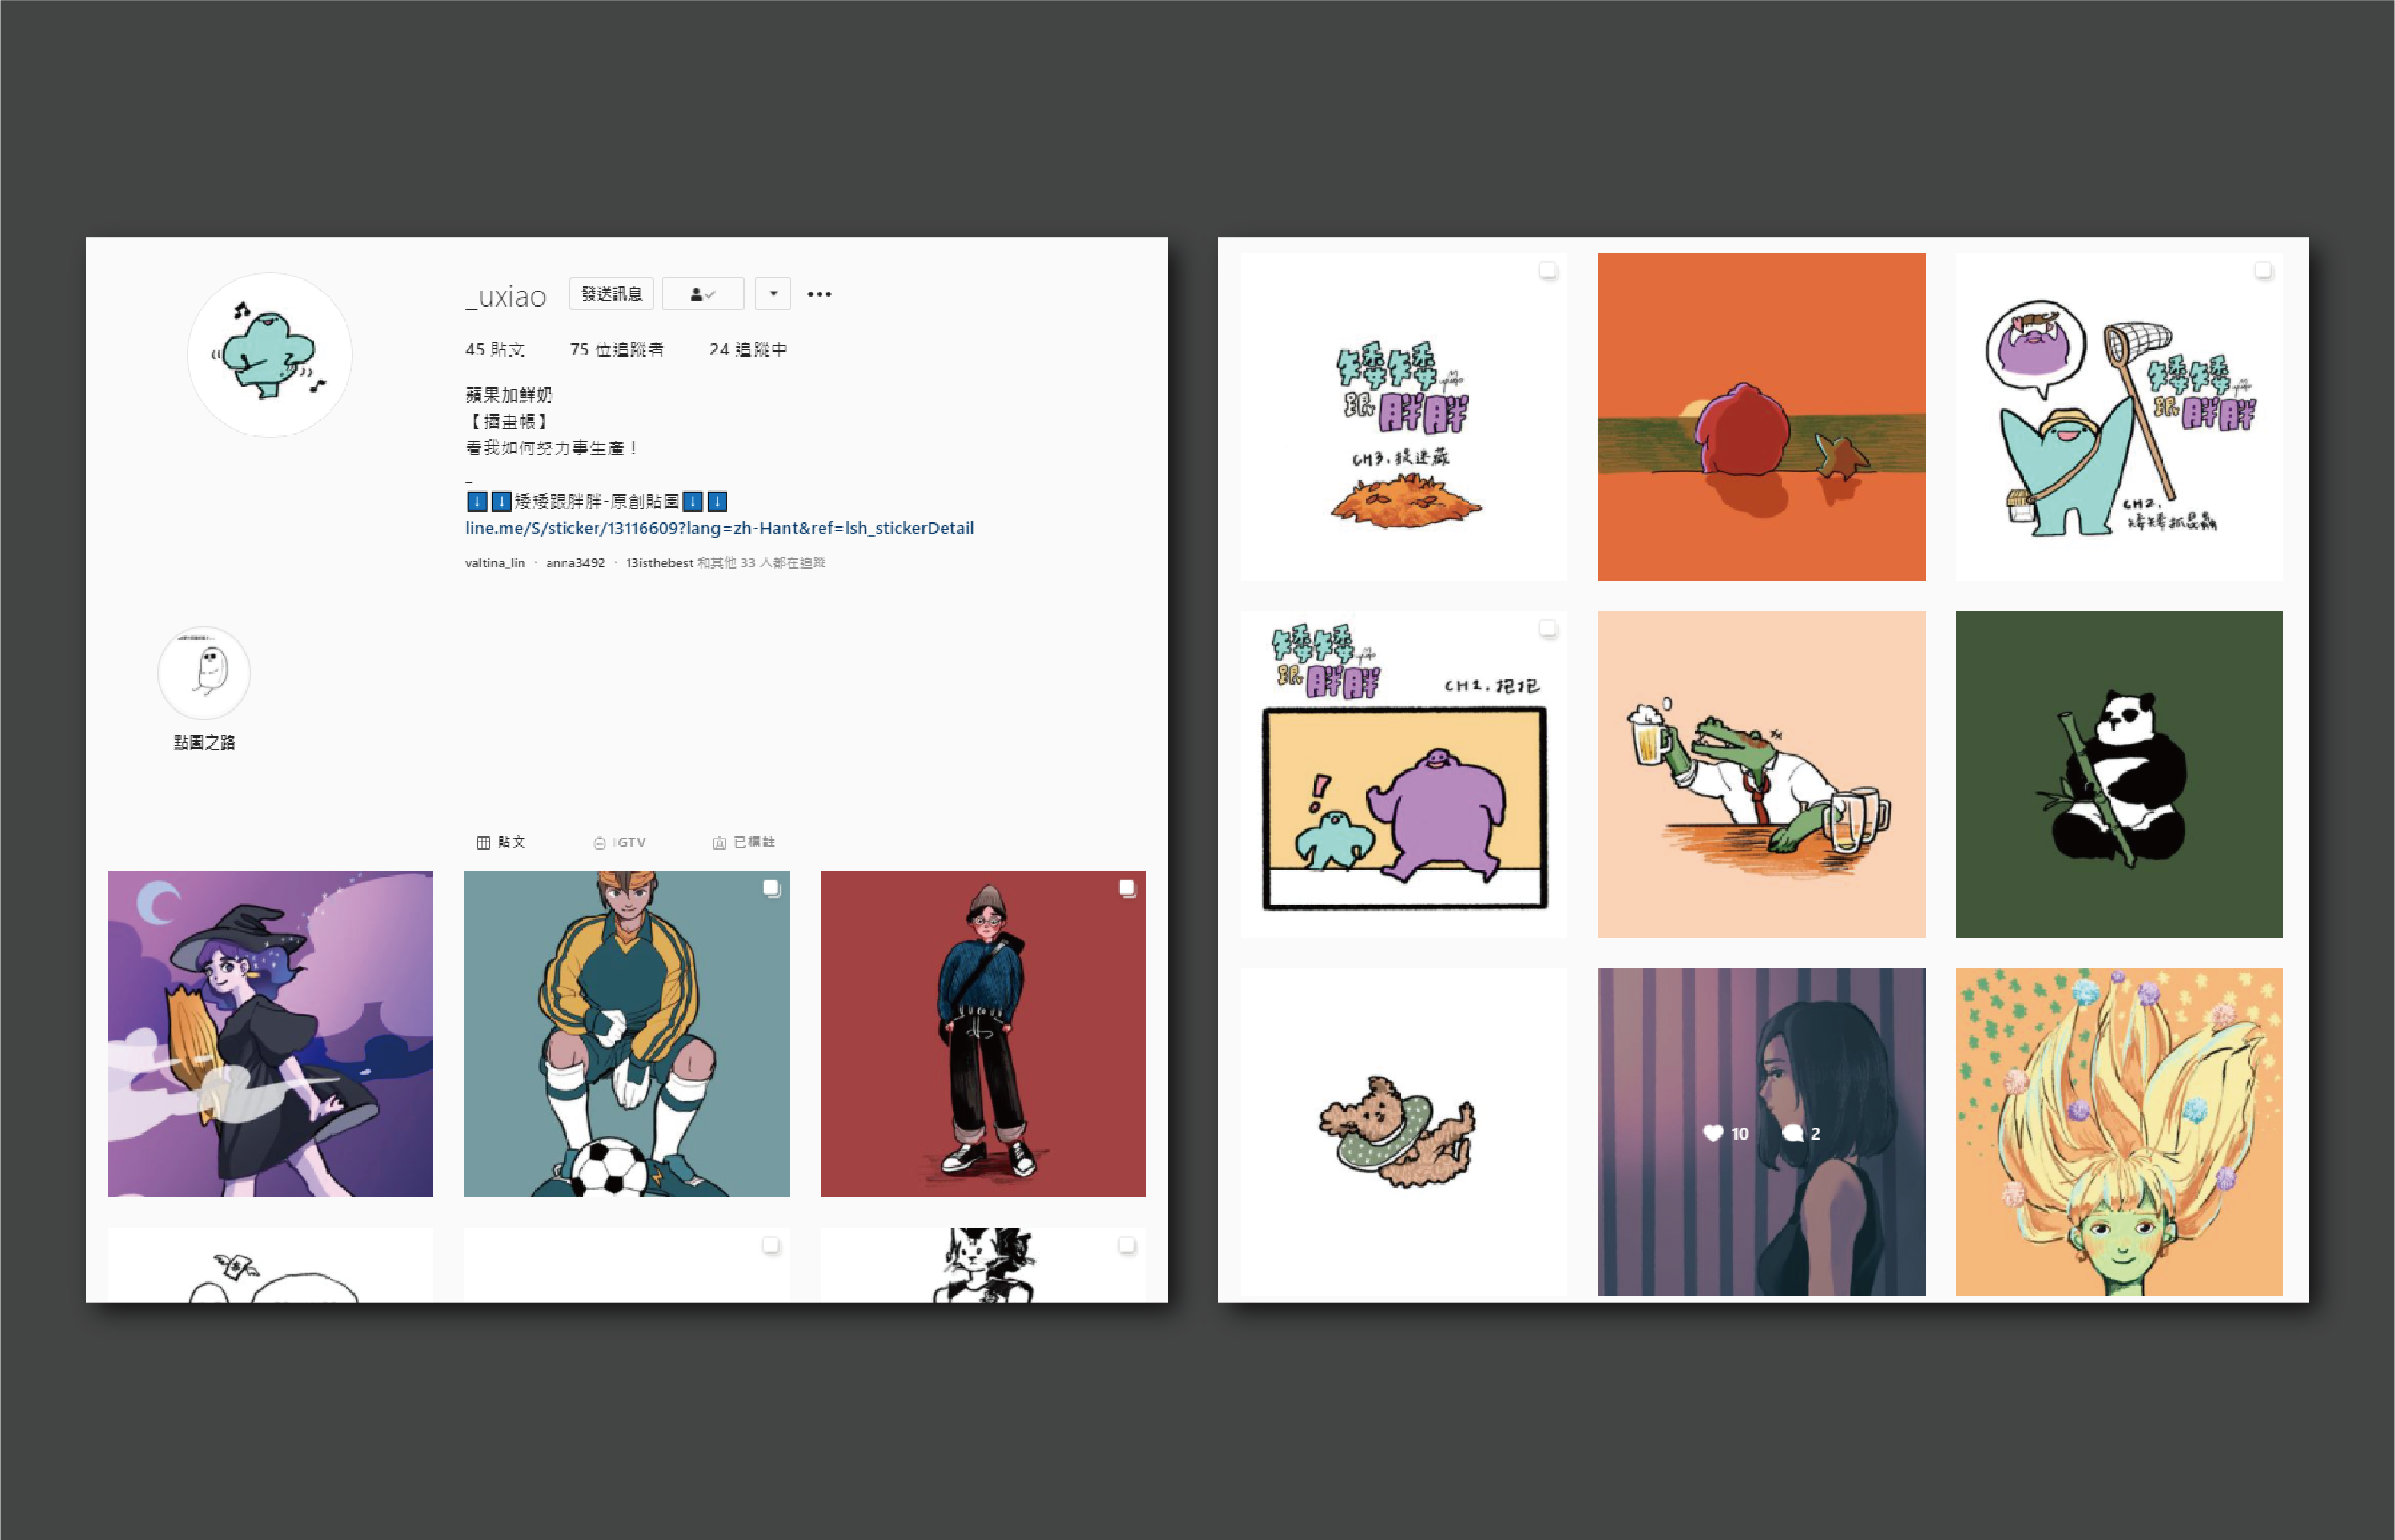 _uxiao 發送訊息
45 貼文 75 位追蹤者 24 追蹤中
蘋果加鮮奶
【插畫帳】
看我如何努力事生產！
_
↓↓矮矮跟胖胖-原創貼圖↓↓
line.me/S/sticker/13116609?lang=zh-Hant&ref=lsh_stickerDetail
valtina_lin、anna3492、13isthebest 和其他 33 人都在追蹤
點圖之路
貼文 IGTV 已標註
矮矮
跟胖胖
CH3.捉迷藏
矮矮
跟胖胖
CH2.
矮矮抓昆蟲
矮矮
跟胖胖
CH1.抱抱
10 2